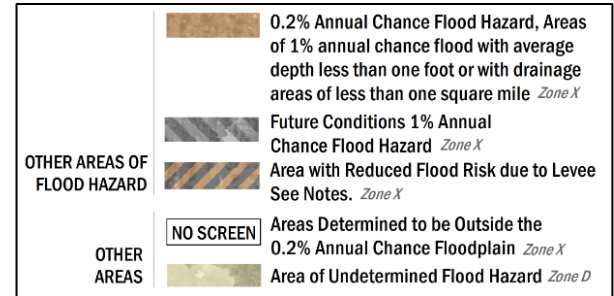 0.2% Annual Chance Flood Hazard, Areas
of 1% annual chance flood with average
depth less than one foot or with drainage
areas of less than one square mile Zone X
Future Conditions 1% Annual
Chance Flood Hazard Zone X
OTHER AREAS OF
FLOOD HAZARD
Area with Reduced Flood Risk due to Levee
See Notes. Zone X
NO SCREEN
Areas Determined to be Outside the
0.2% Annual Chance Floodplain Zone X
OTHER
AREAS
Area of Undetermined Flood Hazard Zone D